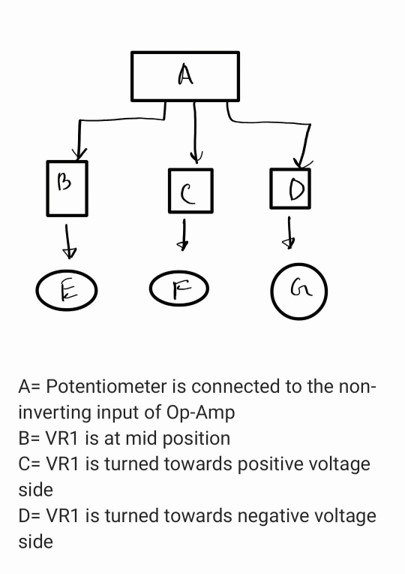 A
B
C
D
E
F
G
A= Potentiometer is connected to the non-
inverting input of Op-Amp
B= VR1 is at mid position
C= VR1 is turned towards positive voltage
side
D= VR1 is turned towards negative voltage
side